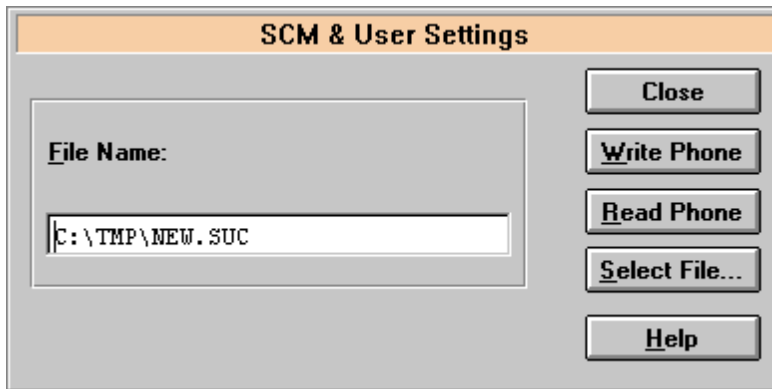 SCM & User Settings
File Name:
C:\TMP\NEW.SUC
Close
Write Phone
Read Phone
Select File...
Help